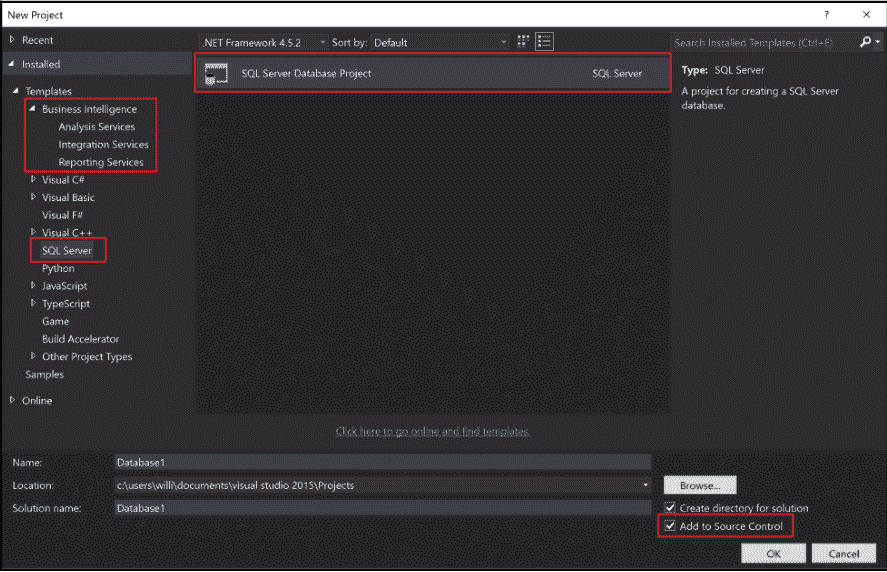 New Project
?
Recent
.NET Framework 4.5.2
Sort by: Default
Search Installed Templates (Ctrl+E)
Installed
SQL Server Database Project
SQL Server
Type: SQL Server
A project for creating a SQL Server
database.
Templates
Business Intelligence
Analysis Services
Integration Services
Reporting Services
Visual C#
Visual Basic
Visual F#
Visual C++
SQL Server
Python
JavaScript
TypeScript
Game
Build Accelerator
Other Project Types
Samples
Online
Click here to go online and find templates.
Name:
Database1
Location:
c:\users\willi\documents\visual studio 2015\Projects
Browse...
Solution name:
Database1
Create directory for solution
Add to Source Control
OK
Cancel